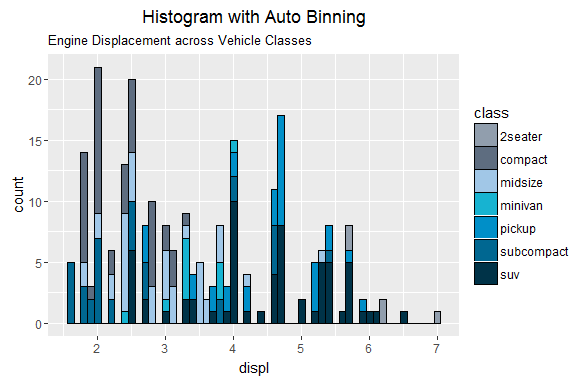 Histogram with Auto Binning
Engine Displacement across Vehicle Classes
20
15
10
5
0
count
2
3
4
5
6
7
displ
class
2seater
compact
midsize
minivan
pickup
subcompact
suv